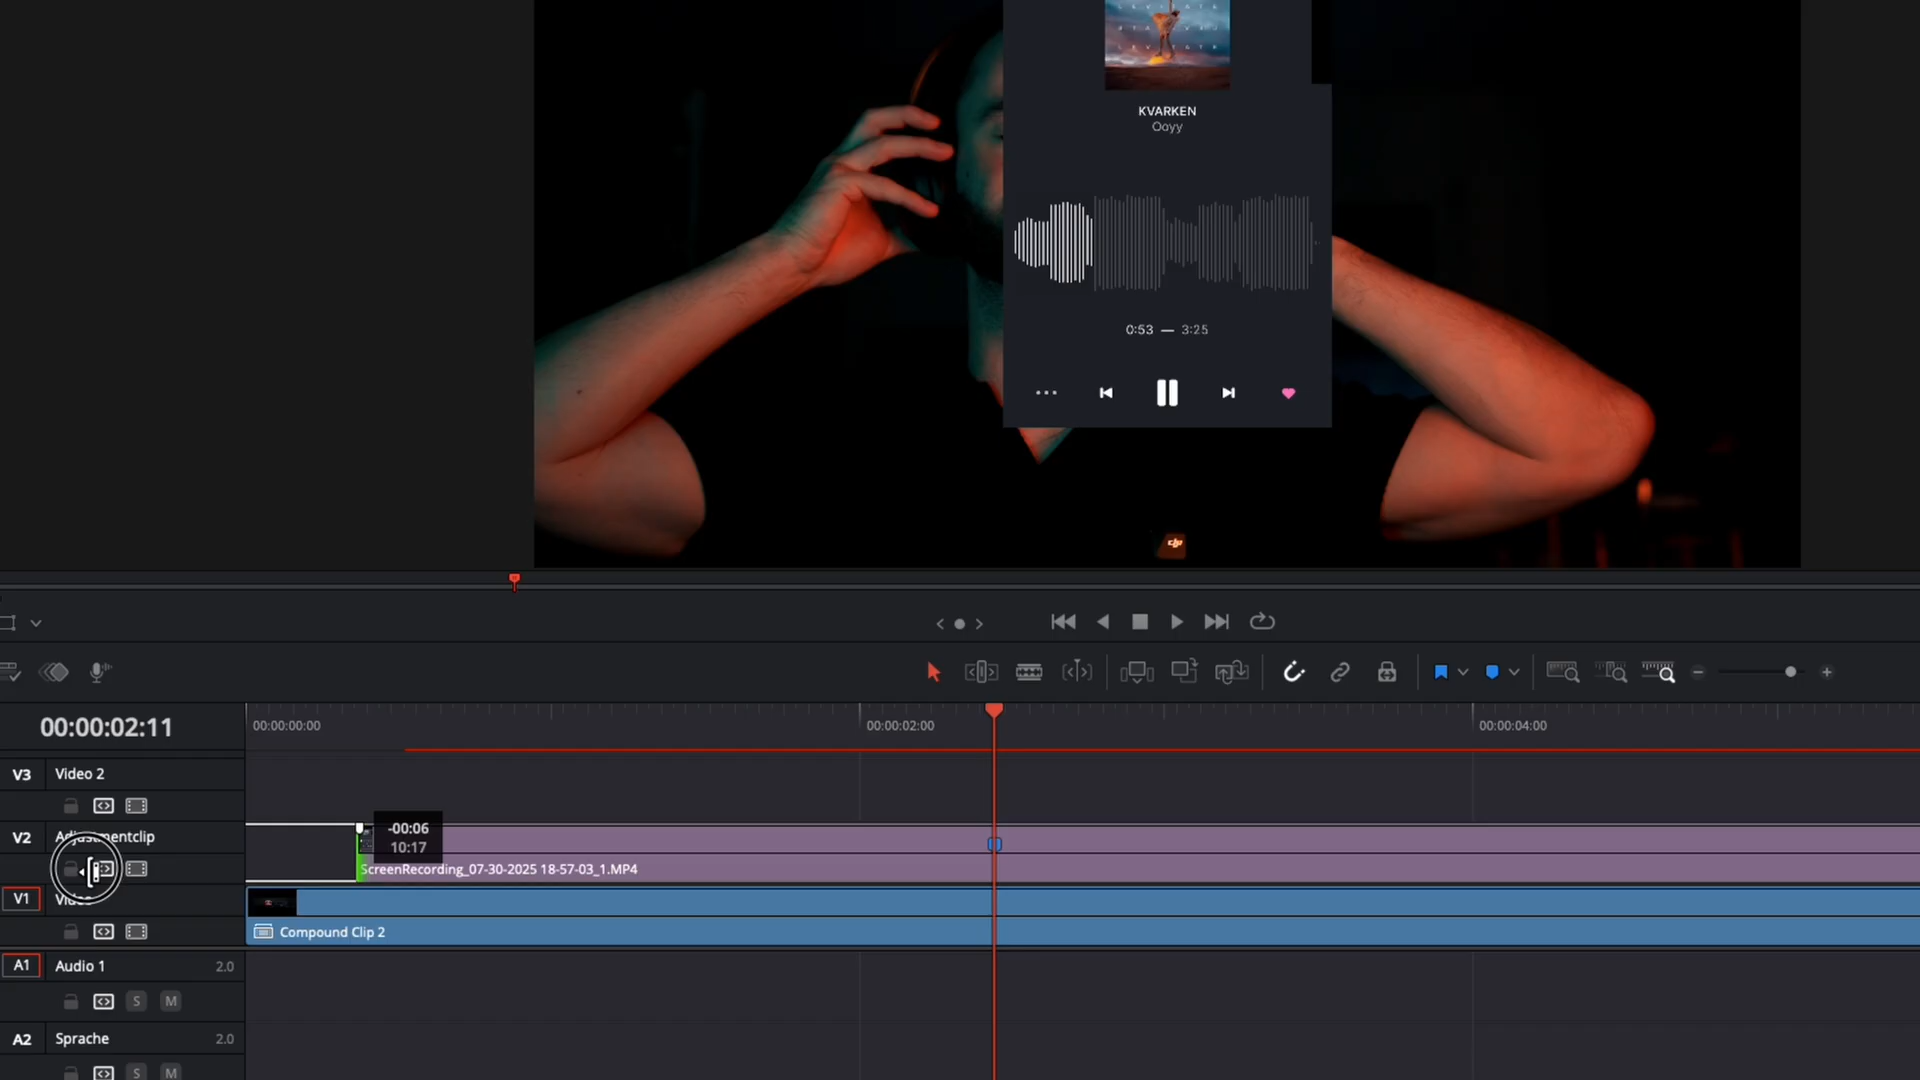 LEVITATE
KVARKEN
Ooyy
0:53 — 3:25
dji
00:00:02:11
00:00:00:00
00:00:02:00
00:00:04:00
V3 Video 2
V2 Adjustmentclip
-00:06
10:17
ScreenRecording_07-30-2025 18-57-03_1.MP4
V1
Compound Clip 2
A1 Audio 1 2.0
S M
A2 Sprache 2.0
S M